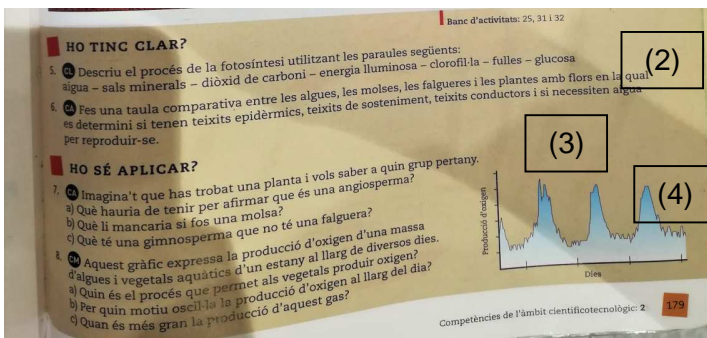 Banc d'activitats: 25, 31 i 32
HO TINC CLAR?
5. CL Descriu el procés de la fotosíntesi utilitzant les paraules següents:
aigua – sals minerals – diòxid de carboni – energia lluminosa – clorofil·la – fulles – glucosa
6. CA Fes una taula comparativa entre les algues, les molses, les falgueres i les plantes amb flors en la qual
es determini si tenen teixits epidèrmics, teixits de sosteniment, teixits conductors i si necessiten aigua
per reproduir-se.
(2)
HO SÉ APLICAR?
7. CA Imagina't que has trobat una planta i vols saber a quin grup pertany.
a) Què hauria de tenir per afirmar que és una angiosperma?
b) Què li mancaria si fos una molsa?
c) Què té una gimnosperma que no té una falguera?
8. CM Aquest gràfic expressa la producció d'oxigen d'una massa
d'algues i vegetals aquàtics d'un estany al llarg de diversos dies.
a) Quin és el procés que permet als vegetals produir oxigen?
b) Per quin motiu oscil·la la producció d'oxigen al llarg del dia?
c) Quan és més gran la producció d'aquest gas?
(3)
(4)
Producció d'oxigen
Dies
Competències de l'àmbit cientificotecnològic: 2
179